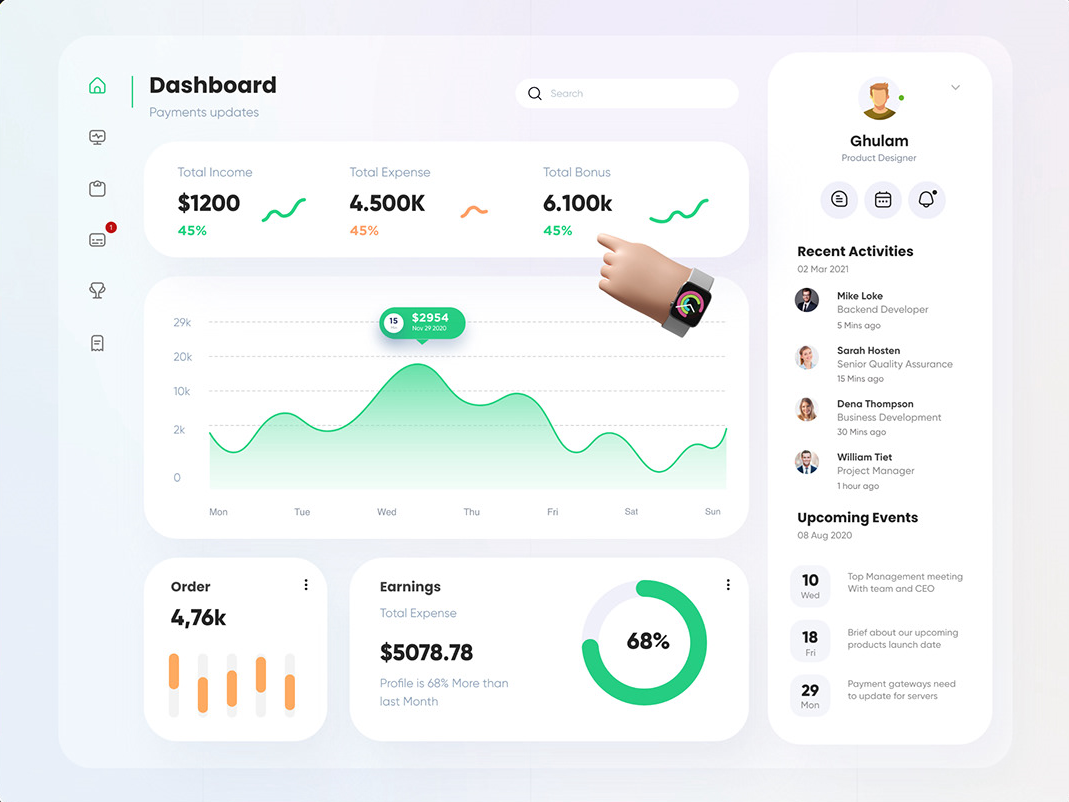 Dashboard
Payments updates
Search
Total Income
$1200
45%
Total Expense
4.500K
45%
Total Bonus
6.100k
45%
29k
20k
10k
2k
0
15
$2954
Nov 29 2020
Mon Tue Wed Thu Fri Sat Sun
Order
4,76k
Earnings
Total Expense
$5078.78
Profile is 68% More than
last Month
68%
1
Ghulam
Product Designer
Recent Activities
02 Mar 2021
Mike Loke
Backend Developer
5 Mins ago
Sarah Hosten
Senior Quality Assurance
15 Mins ago
Dena Thompson
Business Development
30 Mins ago
William Tiet
Project Manager
1 hour ago
Upcoming Events
08 Aug 2020
10
Wed
Top Management meeting
With team and CEO
18
Fri
Brief about our upcoming
products launch date
29
Mon
Payment gateways need
to update for servers